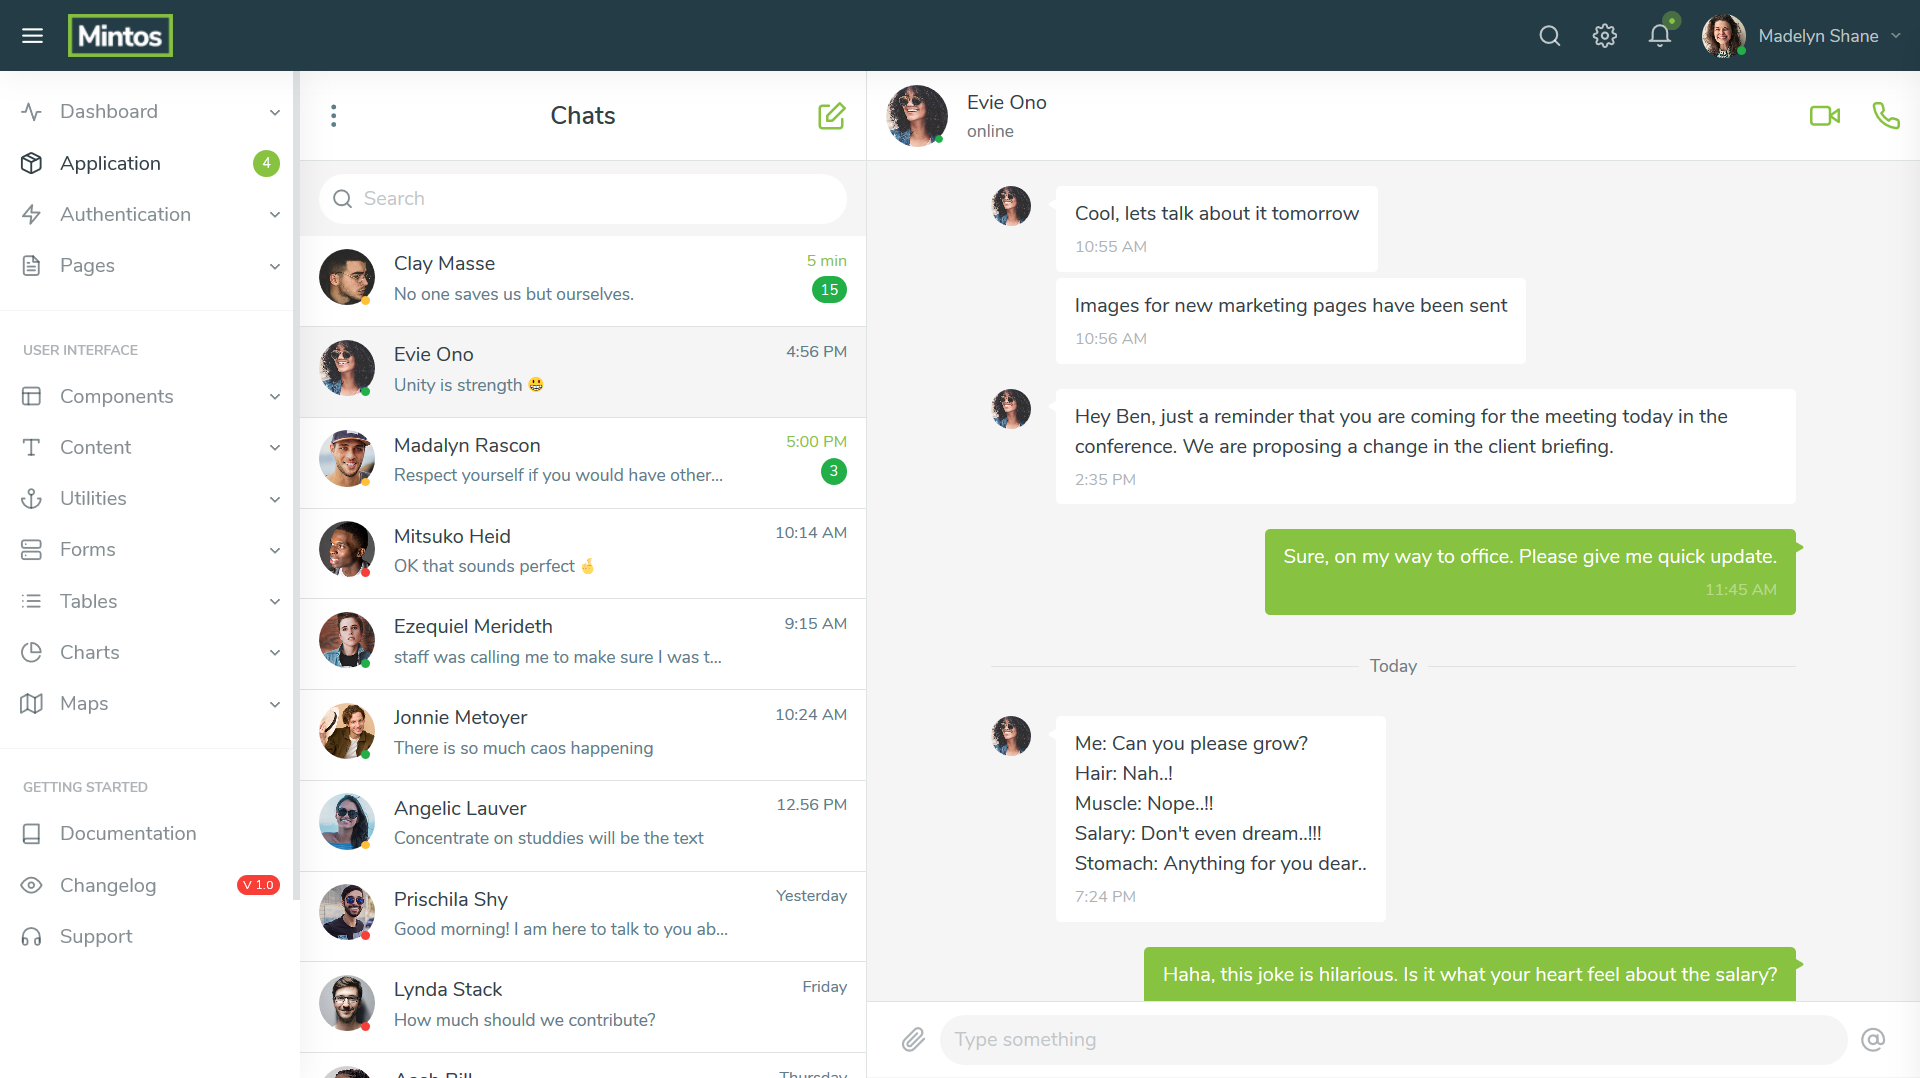 Mintos
Madelyn Shane
Dashboard
Application
4
Authentication
Pages
USER INTERFACE
Components
Content
Utilities
Forms
Tables
Charts
Maps
GETTING STARTED
Documentation
Changelog
V 1.0
Support
Chats
Search
Clay Masse
5 min
No one saves us but ourselves.
15
Evie Ono
4:56 PM
Unity is strength 😀
Madalyn Rascon
5:00 PM
Respect yourself if you would have other...
3
Mitsuko Heid
10:14 AM
OK that sounds perfect 🤞
Ezequiel Merideth
9:15 AM
staff was calling me to make sure I was t...
Jonnie Metoyer
10:24 AM
There is so much caos happening
Angelic Lauver
12.56 PM
Concentrate on studdies will be the text
Prischila Shy
Yesterday
Good morning! I am here to talk to you ab...
Lynda Stack
Friday
How much should we contribute?
Thursday
Evie Ono
online
Cool, lets talk about it tomorrow
10:55 AM
Images for new marketing pages have been sent
10:56 AM
Hey Ben, just a reminder that you are coming for the meeting today in the
conference. We are proposing a change in the client briefing.
2:35 PM
Sure, on my way to office. Please give me quick update.
11:45 AM
Today
Me: Can you please grow?
Hair: Nah..!
Muscle: Nope..!!
Salary: Don't even dream..!!!
Stomach: Anything for you dear..
7:24 PM
Haha, this joke is hilarious. Is it what your heart feel about the salary?
Type something